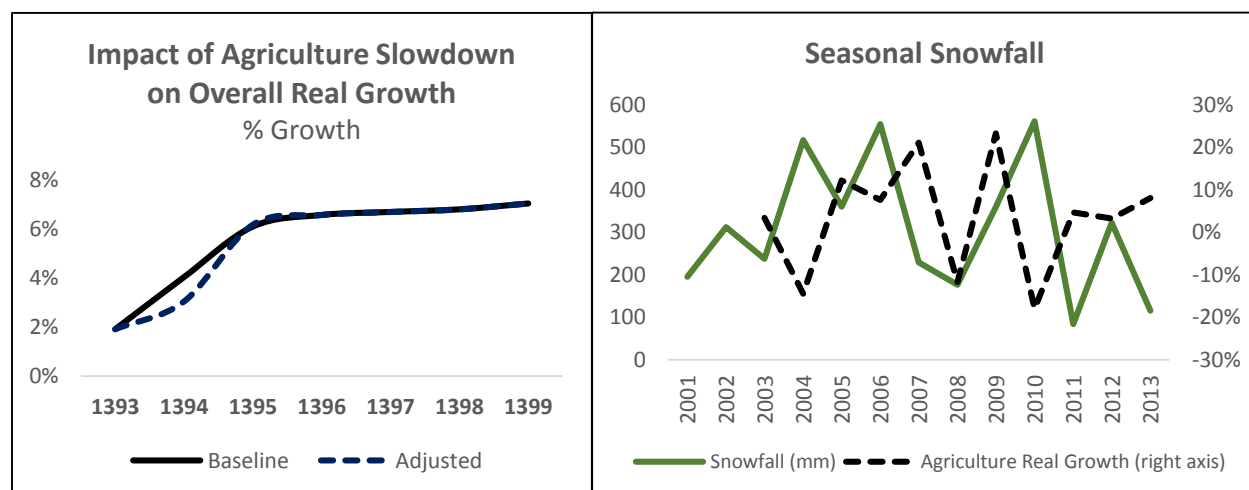 Impact of Agriculture Slowdown
on Overall Real Growth
% Growth
8%
6%
4%
2%
0%
1393 1394 1395 1396 1397 1398 1399
Baseline Adjusted
Seasonal Snowfall
600 30%
500 20%
400 10%
300 0%
200 -10%
100 -20%
0 -30%
2001 2002 2003 2004 2005 2006 2007 2008 2009 2010 2011 2012 2013
Snowfall (mm) Agriculture Real Growth (right axis)